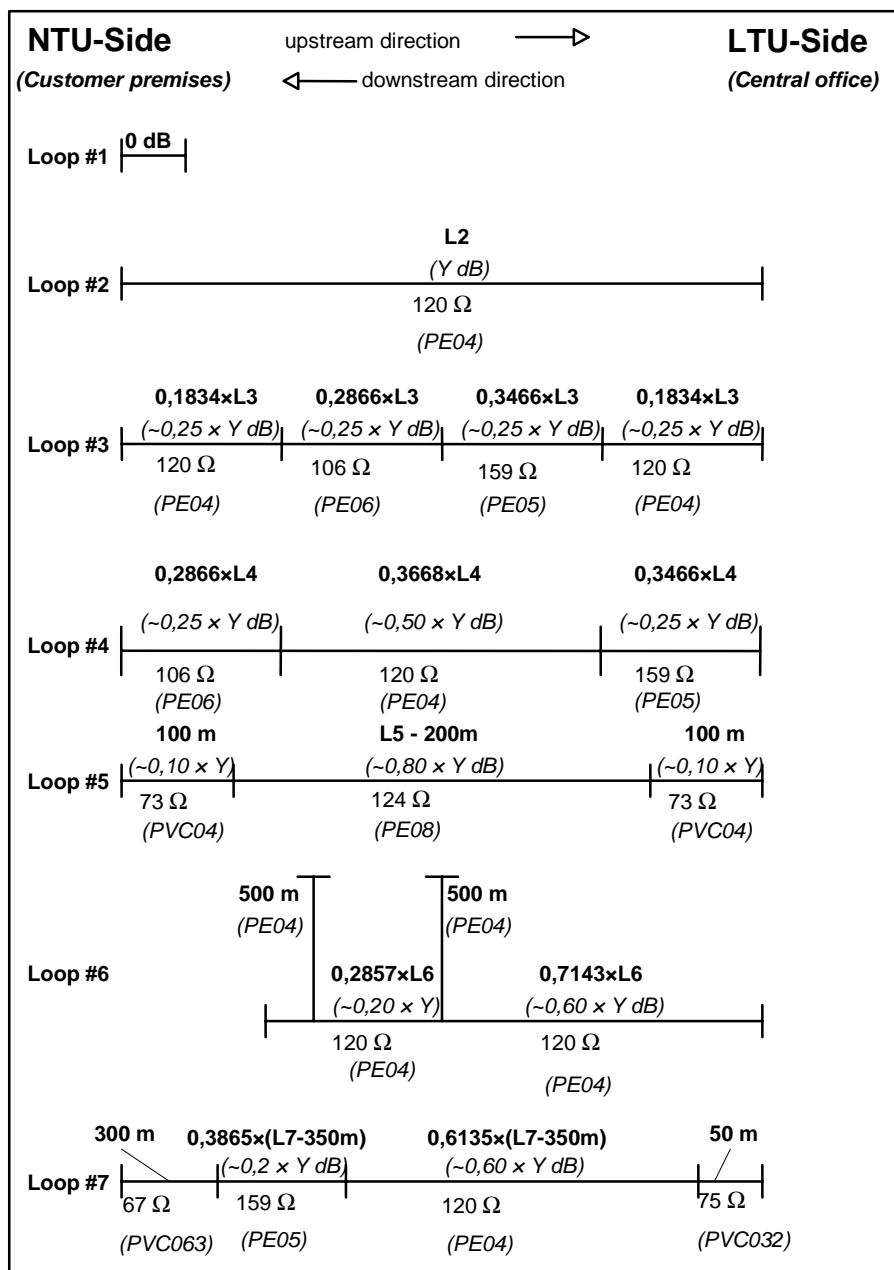 NTU-Side upstream direction LTU-Side
(Customer premises) downstream direction (Central office)
0 dB
Loop #1
L2
(Y dB)
Loop #2
120 Ω
(PE04)
0,1834×L3 0,2866×L3 0,3466×L3 0,1834×L3
(~0,25 × Y dB) (~0,25 × Y dB) (~0,25 × Y dB) (~0,25 × Y dB)
Loop #3
120 Ω 106 Ω 159 Ω 120 Ω
(PE04) (PE06) (PE05) (PE04)
0,2866×L4 0,3668×L4 0,3466×L4
(~0,25 × Y dB) (~0,50 × Y dB) (~0,25 × Y dB)
Loop #4
106 Ω 120 Ω 159 Ω
(PE06) (PE04) (PE05)
100 m L5 - 200m 100 m
(~0,10 × Y) (~0,80 × Y dB) (~0,10 × Y)
Loop #5
73 Ω 124 Ω 73 Ω
(PVC04) (PE08) (PVC04)
500 m 500 m
(PE04) (PE04)
Loop #6 0,2857×L6 0,7143×L6
(~0,20 × Y) (~0,60 × Y dB)
120 Ω 120 Ω
(PE04) (PE04)
300 m 0,3865×(L7-350m) 0,6135×(L7-350m) 50 m
(~0,2 × Y dB) (~0,60 × Y dB)
Loop #7
67 Ω 159 Ω 120 Ω 75 Ω
(PVC063) (PE05) (PE04) (PVC032)